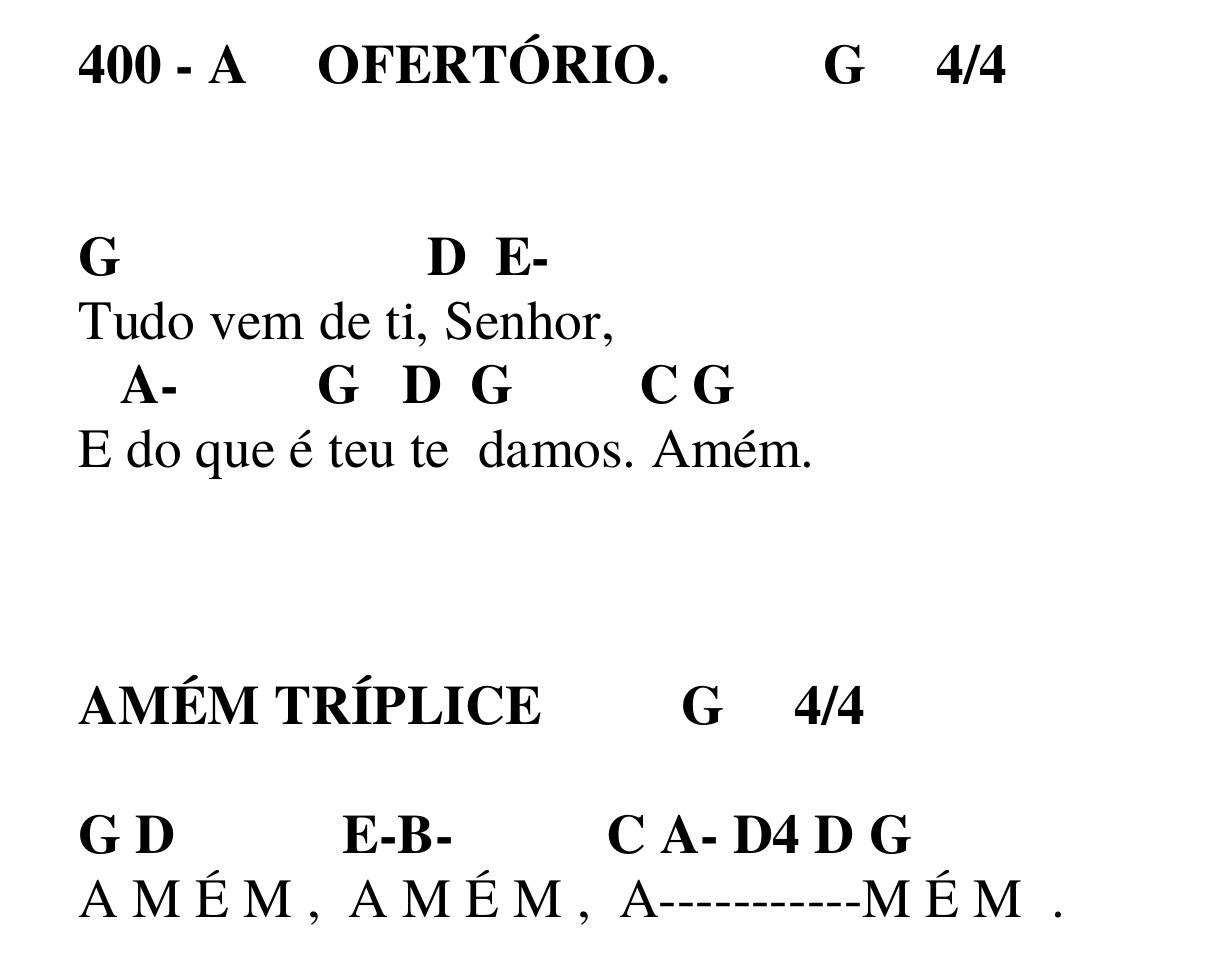 400 - A OFERTÓRIO. G 4/4
G D E-
Tudo vem de ti, Senhor,
A- G D G C G
E do que é teu te damos. Amém.
AMÉM TRÍPLICE G 4/4
G D E-B- C A- D4 D G
A M É M , A M É M , A-----------M É M .